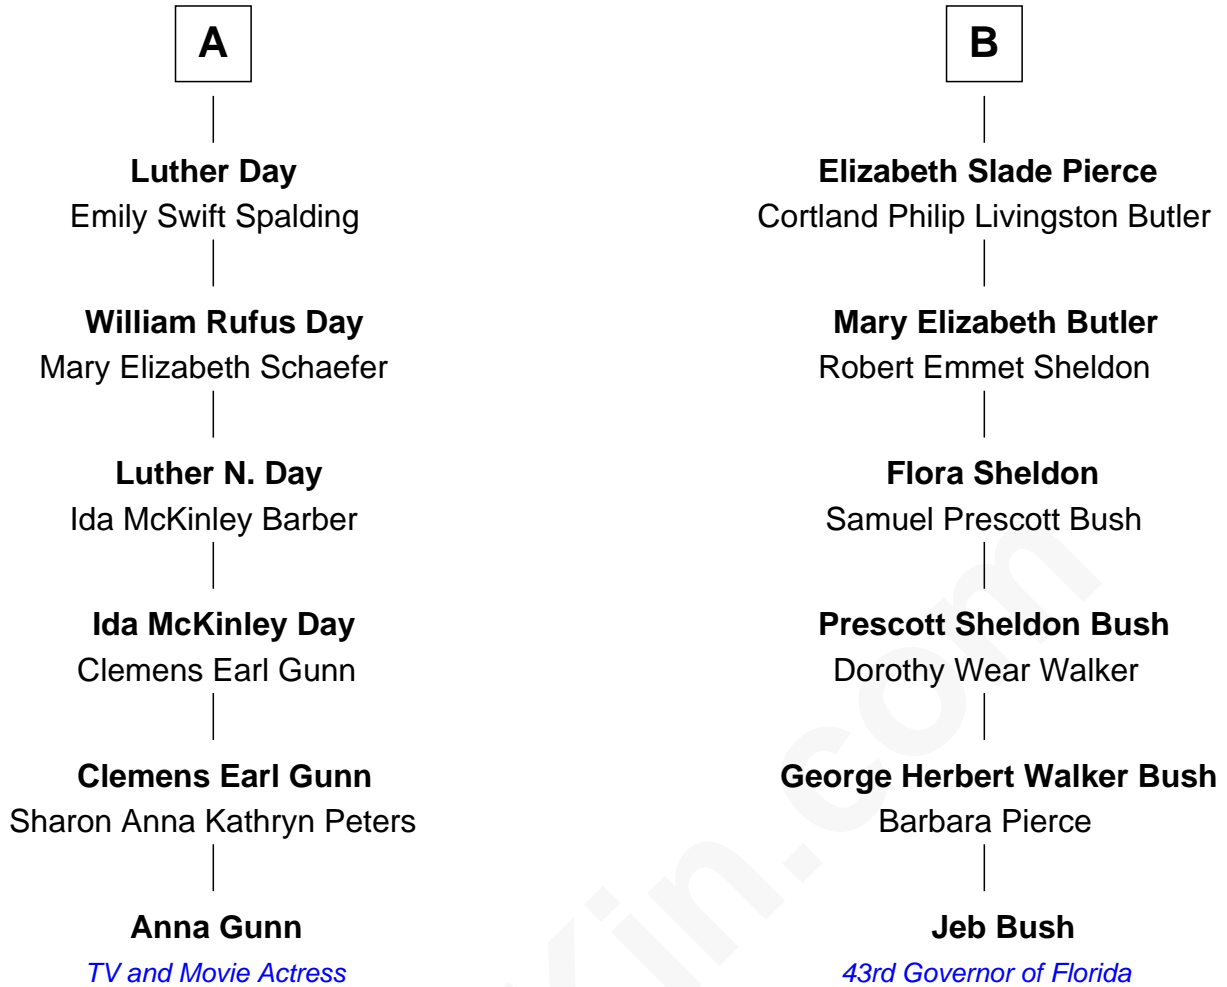 A
Luther Day
Emily Swift Spalding
William Rufus Day
Mary Elizabeth Schaefer
Luther N. Day
Ida McKinley Barber
Ida McKinley Day
Clemens Earl Gunn
Clemens Earl Gunn
Sharon Anna Kathryn Peters
Anna Gunn
TV and Movie Actress
B
Elizabeth Slade Pierce
Cortland Philip Livingston Butler
Mary Elizabeth Butler
Robert Emmet Sheldon
Flora Sheldon
Samuel Prescott Bush
Prescott Sheldon Bush
Dorothy Wear Walker
George Herbert Walker Bush
Barbara Pierce
Jeb Bush
43rd Governor of Florida
Kin.com